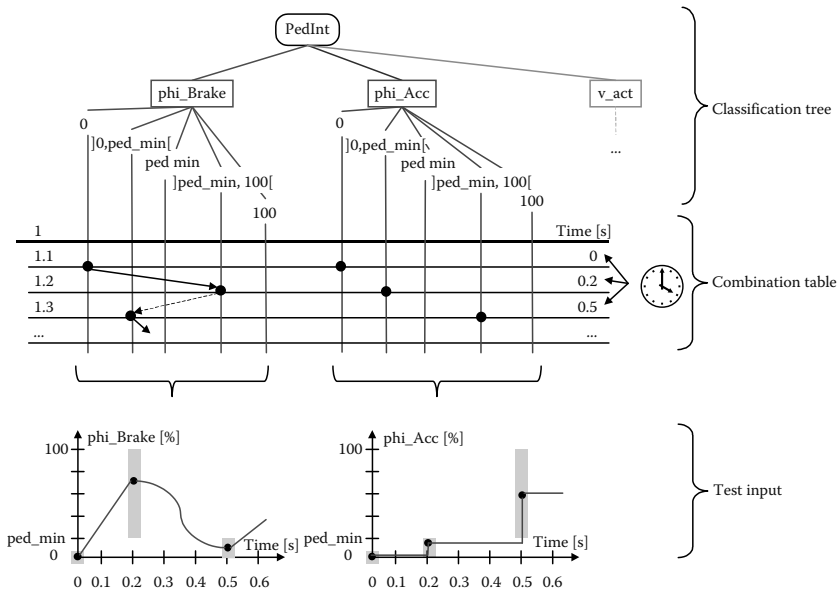 PedInt
phi_Brake
phi_Acc
v_act
Classification tree
0
]0,ped_min[
ped min
]ped_min, 100[
100
0
]0,ped_min[
ped min
]ped_min, 100[
100
...
1 Time [s]
1.1 0
1.2 0.2
1.3 0.5
... ...
Combination table
phi_Brake [%]
100
ped_min
0
Time [s]
0 0.1 0.2 0.3 0.4 0.5 0.6
phi_Acc [%]
100
ped_min
0
Time [s]
0 0.1 0.2 0.3 0.4 0.5 0.6
Test input